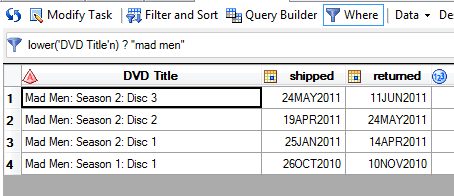 Modify Task Filter and Sort Query Builder Where Data De
lower('DVD Title'n) ? "mad men"
DVD Title shipped returned
1 Mad Men: Season 2: Disc 3 24MAY2011 11JUN2011
2 Mad Men: Season 2: Disc 2 19APR2011 24MAY2011
3 Mad Men: Season 2: Disc 1 25JAN2011 14APR2011
4 Mad Men: Season 1: Disc 1 26OCT2010 10NOV2010